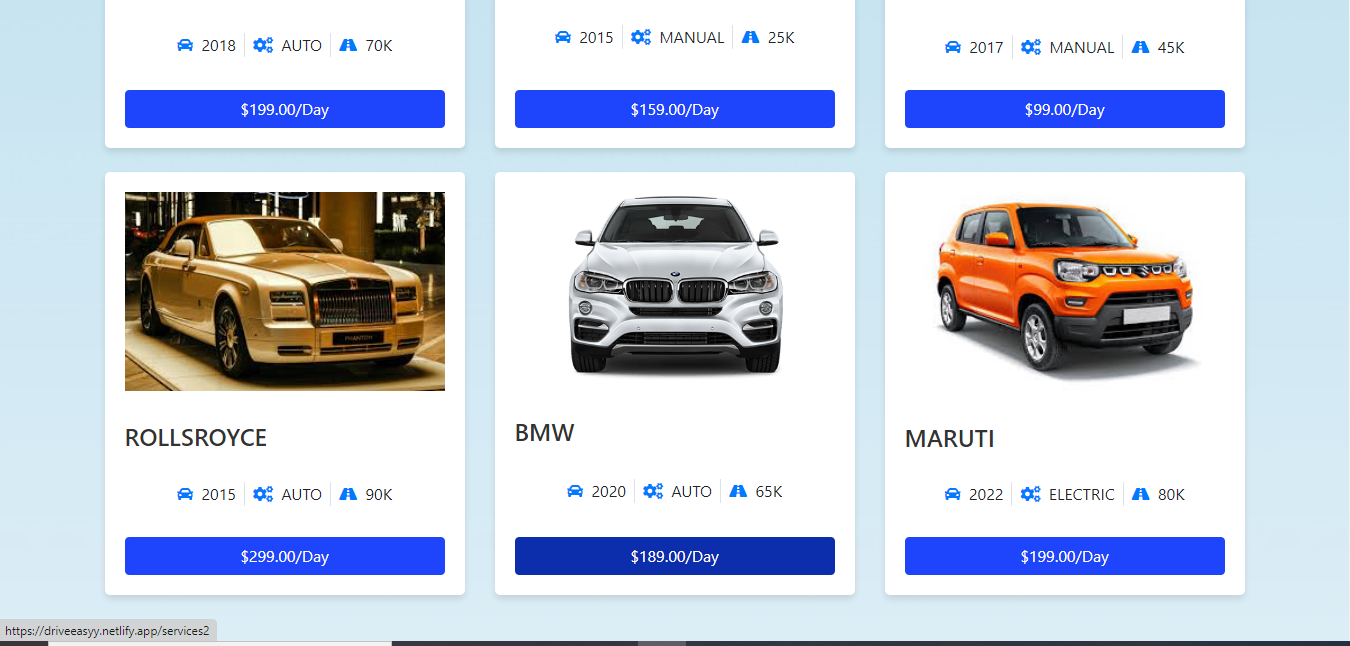 2018 AUTO 70K
2015 MANUAL 25K
2017 MANUAL 45K
$199.00/Day
$159.00/Day
$99.00/Day
PHANTOM
ROLLSROYCE
BMW
MARUTI
2015 AUTO 90K
2020 AUTO 65K
2022 ELECTRIC 80K
$299.00/Day
$189.00/Day
$199.00/Day
https://driveeasyy.netlify.app/services2